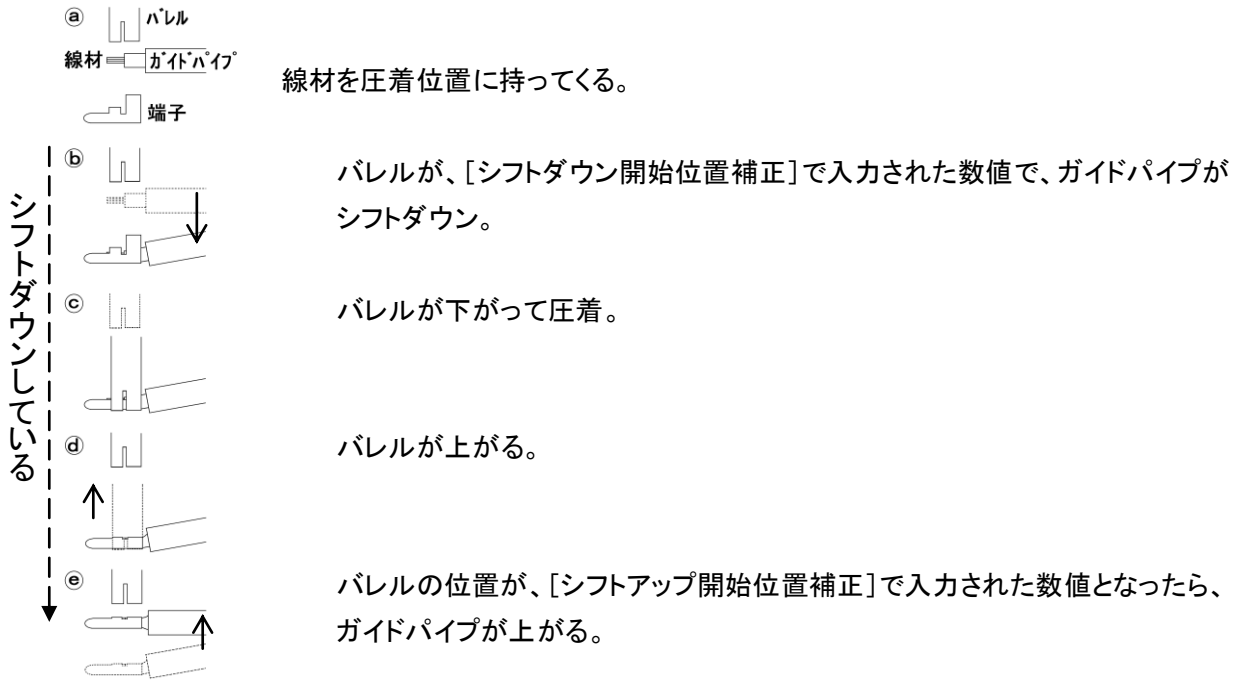 ⓐ
バレル
線材
ガイドパイプ
端子
線材を圧着位置に持ってくる。
シフトダウンしている
ⓑ
バレルが、[シフトダウン開始位置補正]で入力された数値で、ガイドパイプが
シフトダウン。
ⓒ
バレルが下がって圧着。
ⓓ
バレルが上がる。
ⓔ
バレルの位置が、[シフトアップ開始位置補正]で入力された数値となったら、
ガイドパイプが上がる。